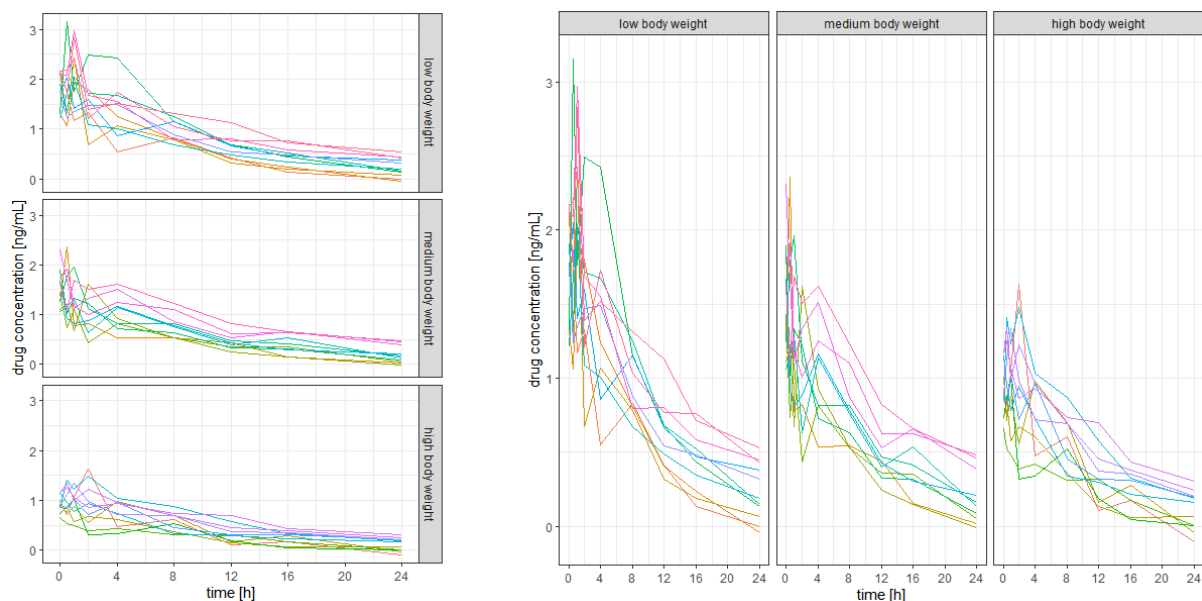 3
2
1
0
low body weight
3
2
1
0
medium body weight
3
2
1
0
high body weight
drug concentration [ng/mL]
0 4 8 12 16 20 24
time [h]
low body weight medium body weight high body weight
3
2
1
0
drug concentration [ng/mL]
0 4 8 12 16 20 24 0 4 8 12 16 20 24 0 4 8 12 16 20 24
time [h]